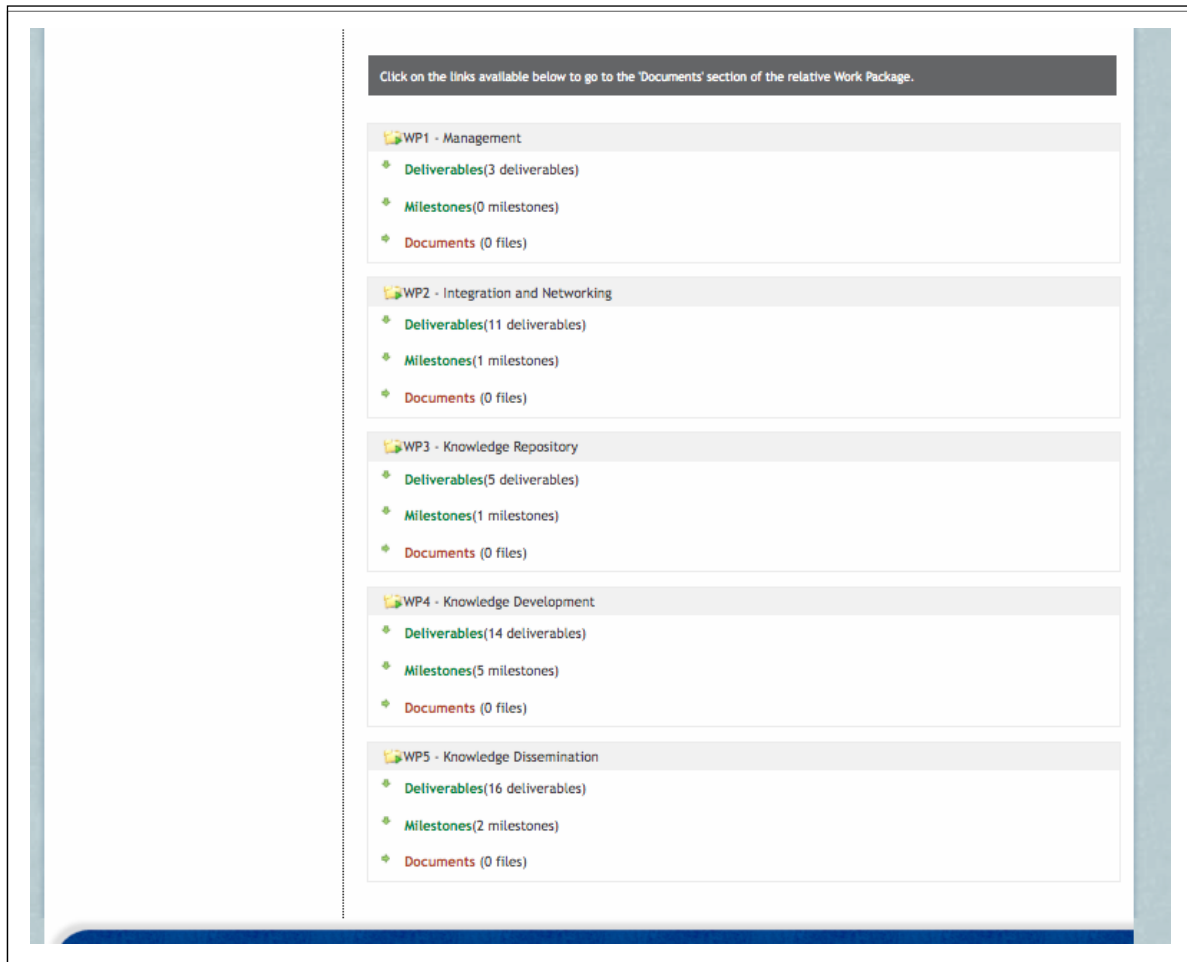 Click on the links available below to go to the 'Documents' section of the relative Work Package.
WP1 - Management
Deliverables(3 deliverables)
Milestones(0 milestones)
Documents (0 files)
WP2 - Integration and Networking
Deliverables(11 deliverables)
Milestones(1 milestones)
Documents (0 files)
WP3 - Knowledge Repository
Deliverables(5 deliverables)
Milestones(1 milestones)
Documents (0 files)
WP4 - Knowledge Development
Deliverables(14 deliverables)
Milestones(5 milestones)
Documents (0 files)
WP5 - Knowledge Dissemination
Deliverables(16 deliverables)
Milestones(2 milestones)
Documents (0 files)